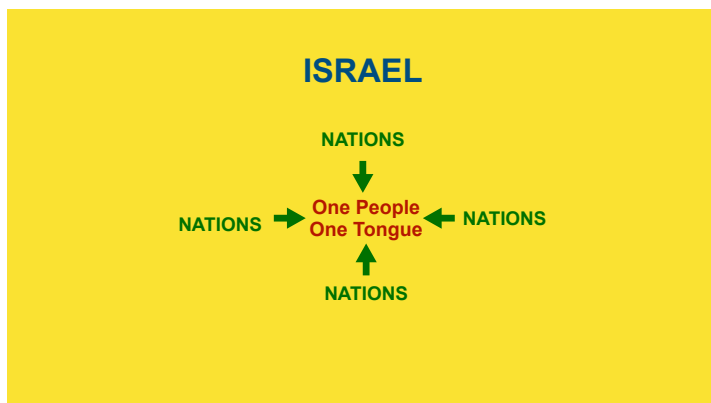 ISRAEL
NATIONS
One People
NATIONS
One Tongue
NATIONS
NATIONS